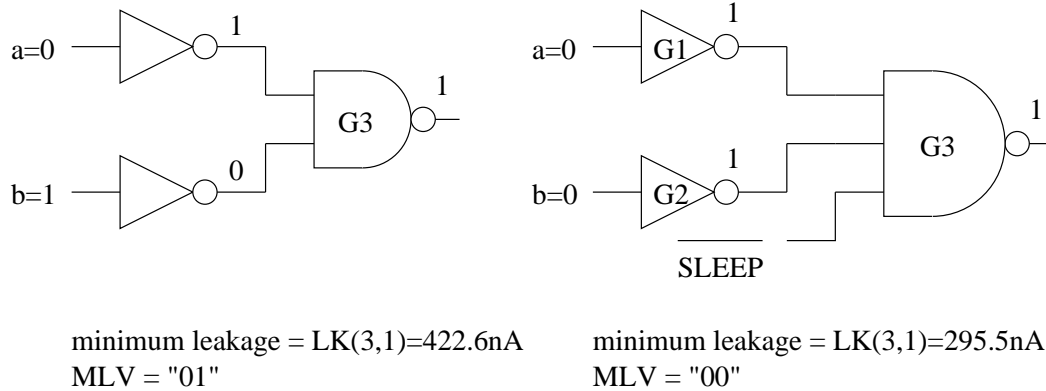 1
a=0
G3
1
0
b=1
minimum leakage = LK(3,1)=422.6nA
MLV = "01"
1
a=0
G1
1
G3
1
b=0
G2
SLEEP
minimum leakage = LK(3,1)=295.5nA
MLV = "00"